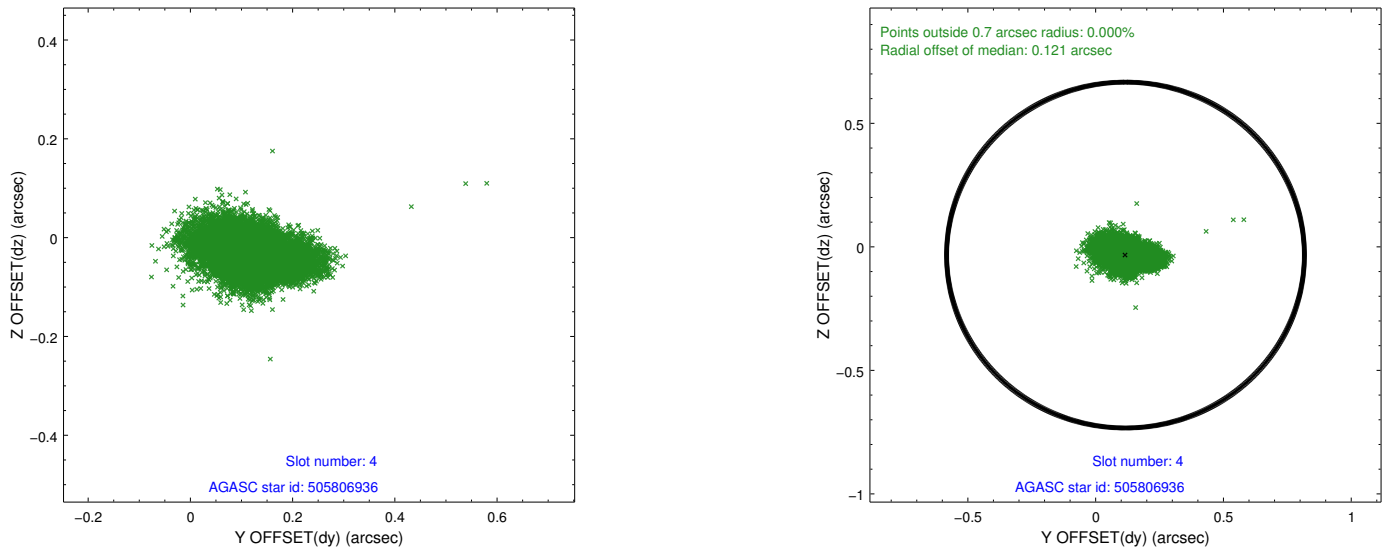 0.4
0.2
0
−0.2
−0.4
Z OFFSET(dz) (arcsec)
Slot number: 4
AGASC star id: 505806936
−0.2
0
0.2
0.4
0.6
Y OFFSET(dy) (arcsec)
Points outside 0.7 arcsec radius: 0.000%
Radial offset of median: 0.121 arcsec
0.5
0
−0.5
−1
Z OFFSET(dz) (arcsec)
Slot number: 4
AGASC star id: 505806936
−0.5
0
0.5
1
Y OFFSET(dy) (arcsec)